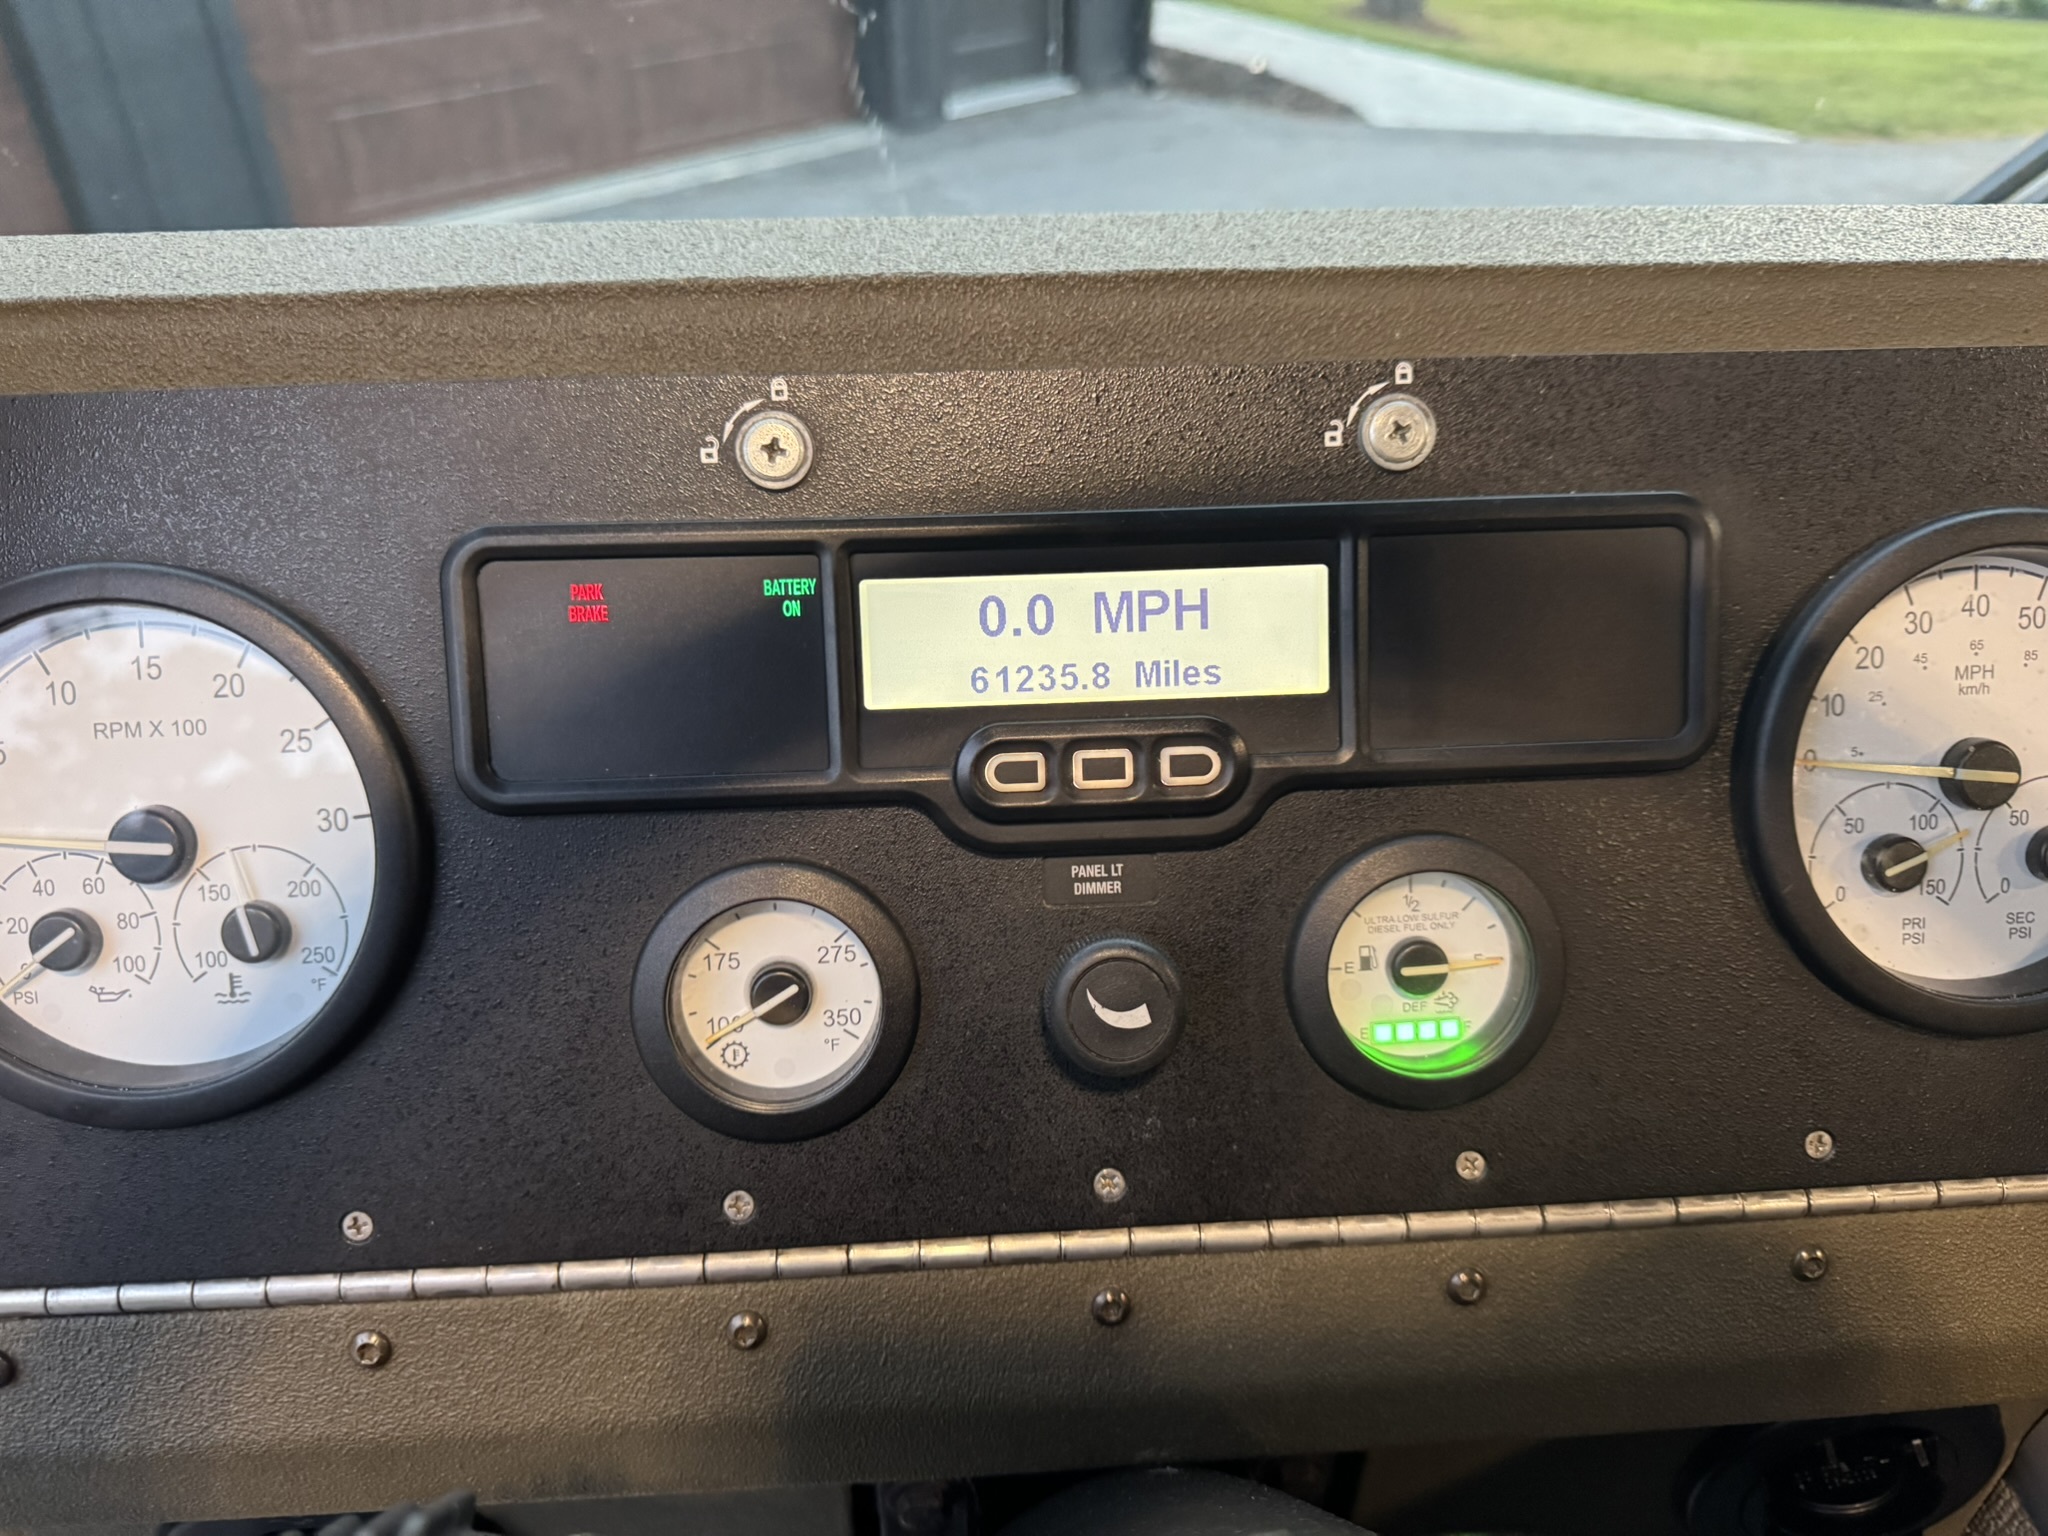 PARK
BRAKE
BATTERY
ON
0.0 MPH
61235.8 Miles
5
10
15
20
25
30
RPM X 100
20
40
60
80
100
PSI
100
150
200
250
°F
100
175
275
350
°F
PANEL LT
DIMMER
1/2
ULTRA LOW SULFUR
DIESEL FUEL ONLY
E
F
DEF
E
F
0
10
20
30
40
50
5
25
45
65
85
MPH
km/h
0
50
100
150
PRI
PSI
0
50
SEC
PSI